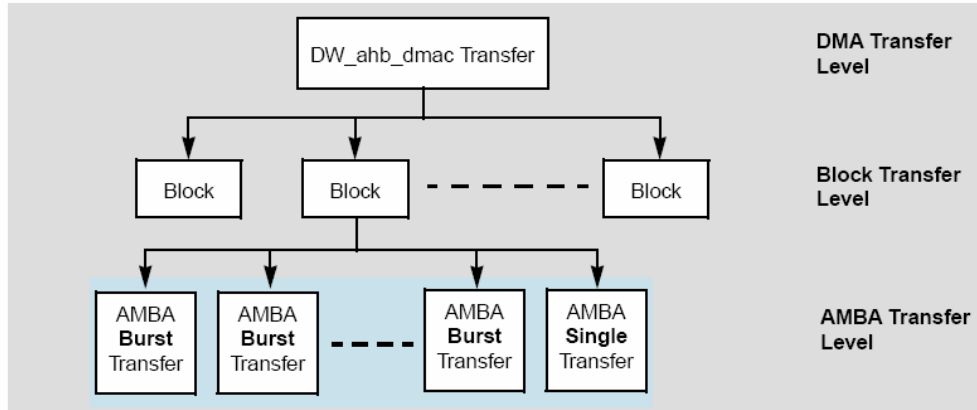 DW_ahb_dmac Transfer
DMA Transfer
Level
Block
Block
Block
Block Transfer
Level
AMBA
Burst
Transfer
AMBA
Burst
Transfer
AMBA
Burst
Transfer
AMBA
Single
Transfer
AMBA Transfer
Level